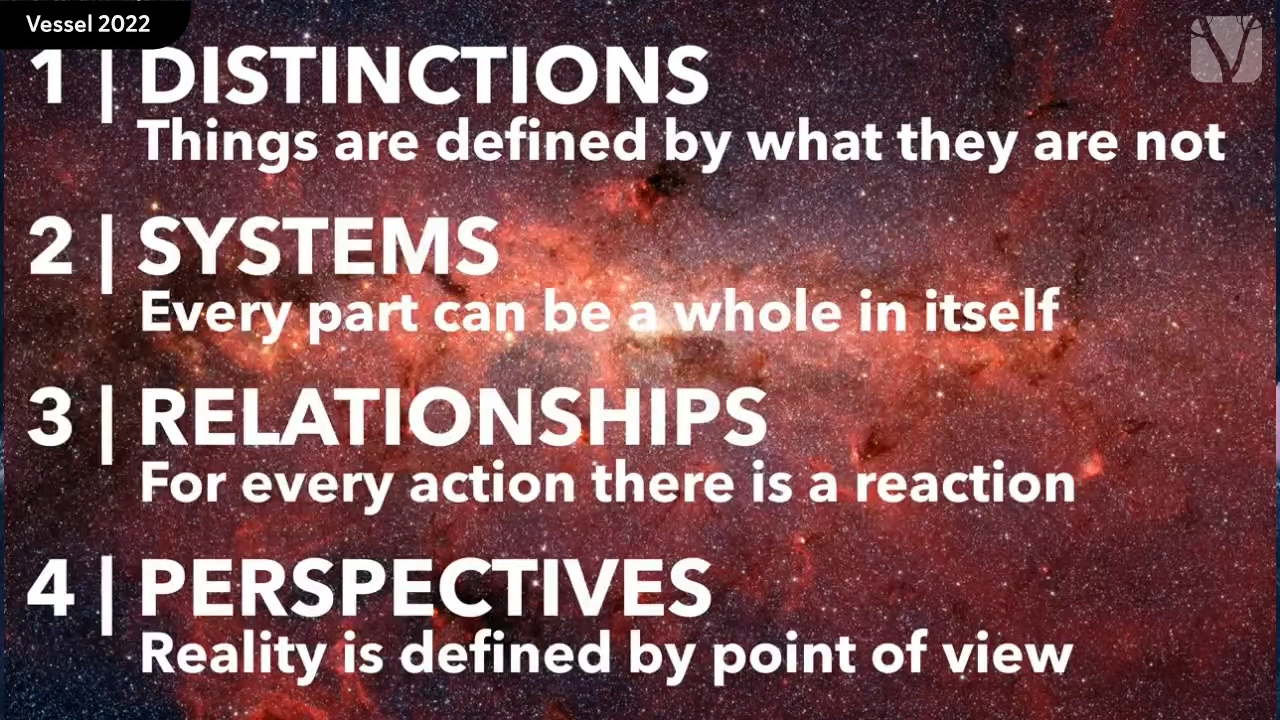 Vessel 2022
1 | DISTINCTIONS
Things are defined by what they are not
2 | SYSTEMS
Every part can be a whole in itself
3 | RELATIONSHIPS
For every action there is a reaction
4 | PERSPECTIVES
Reality is defined by point of view